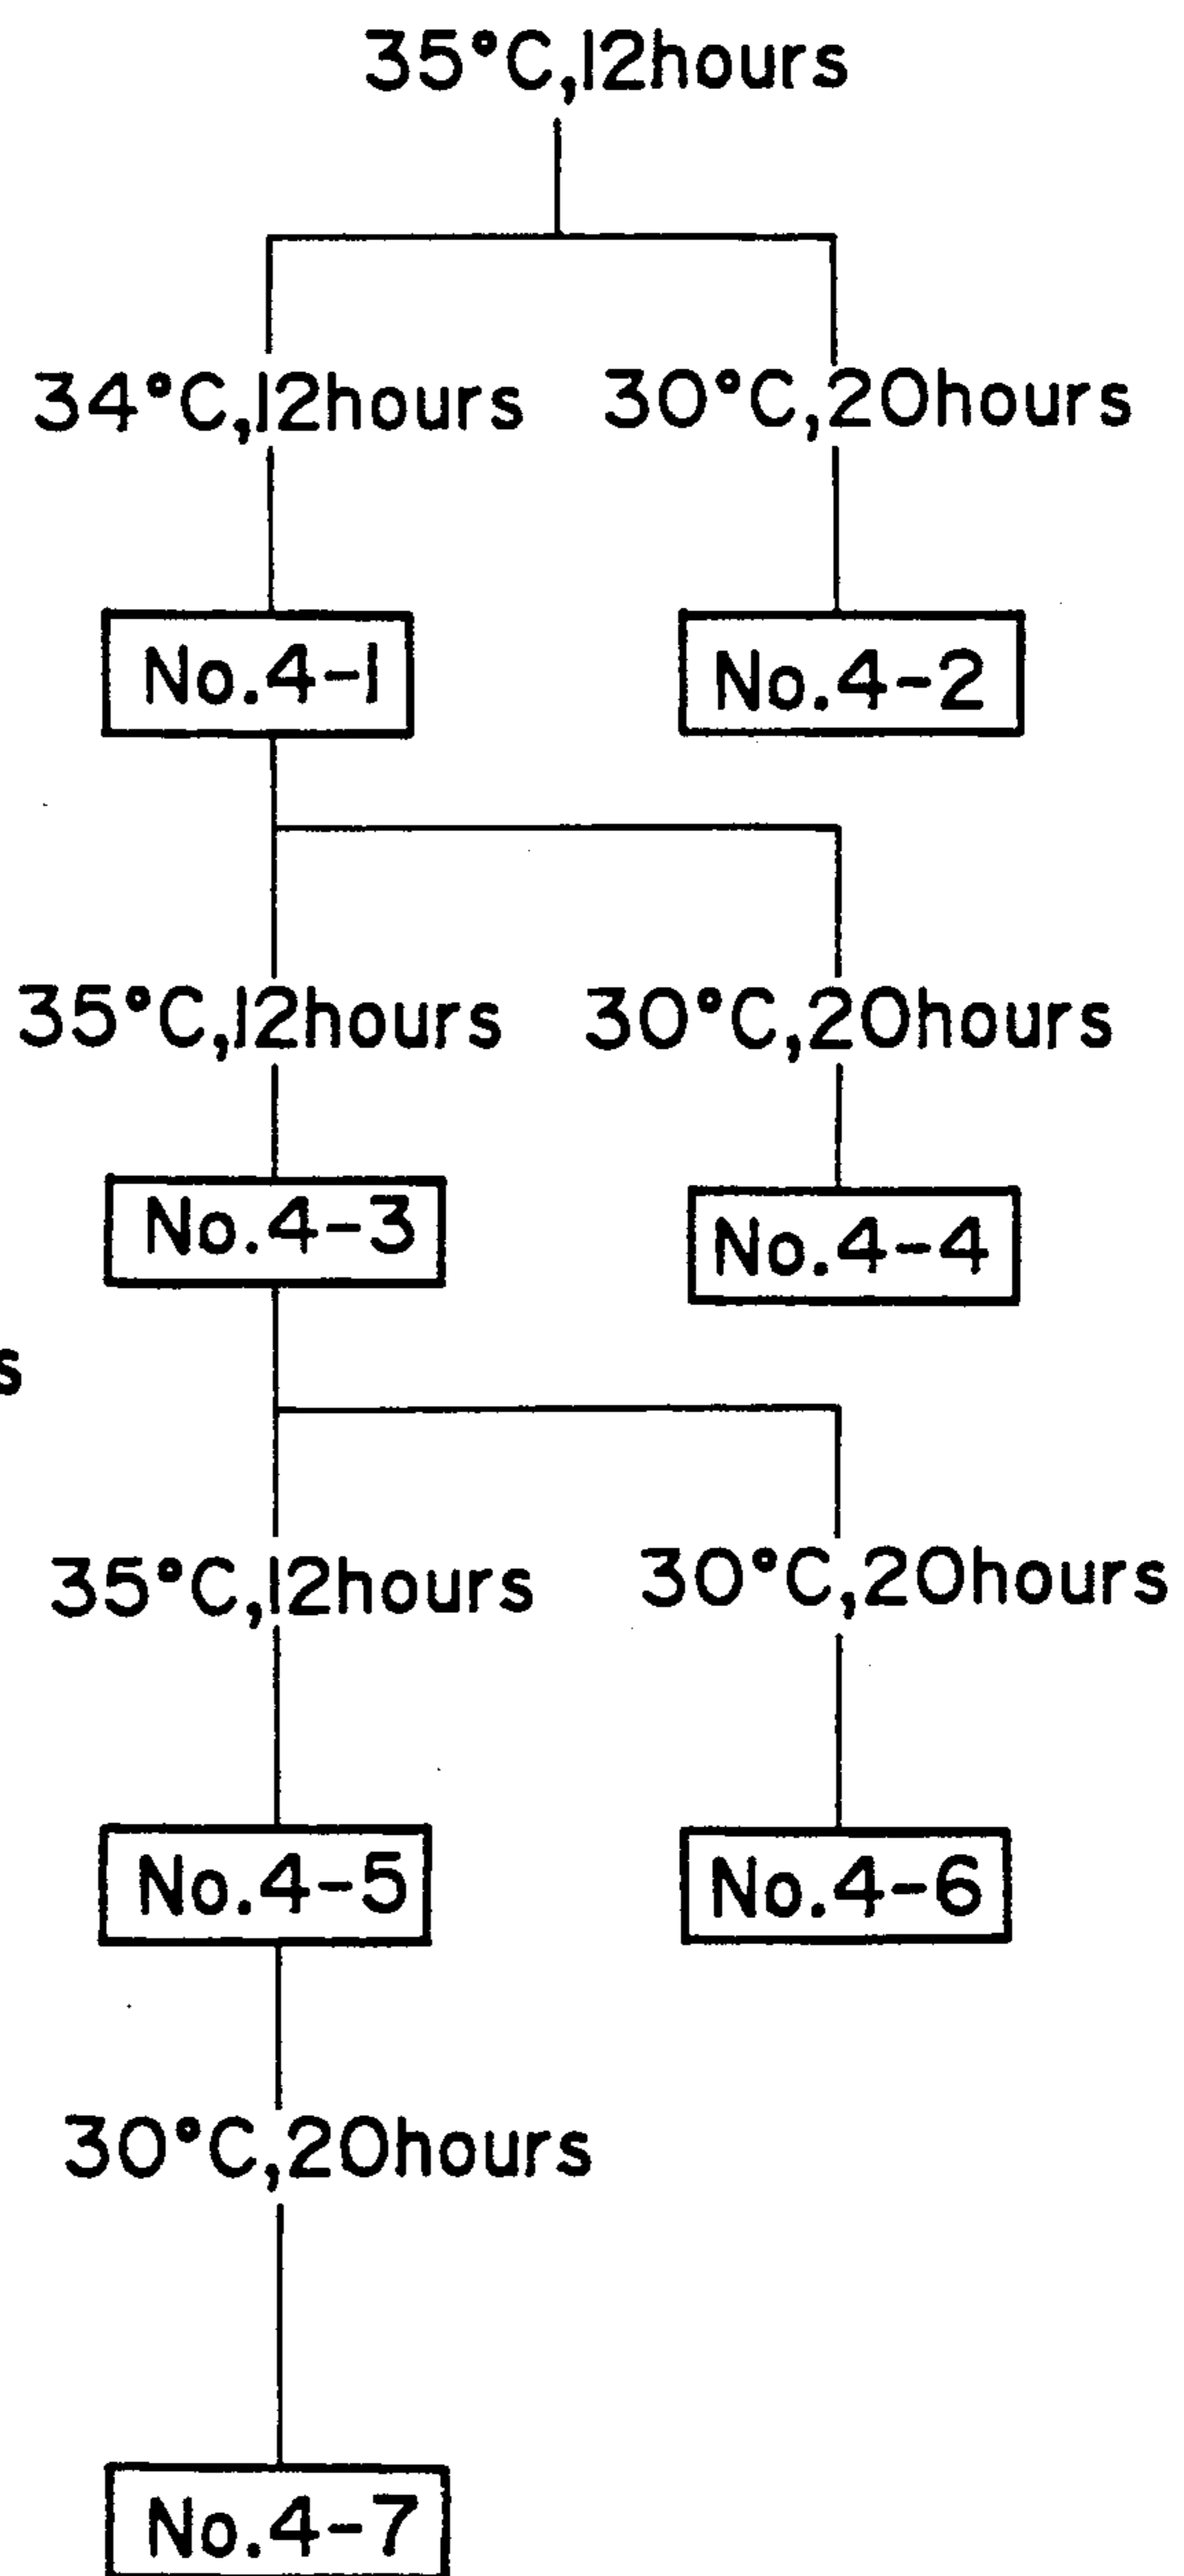 35°C,12hours
34°C,12hours 30°C,20hours
No.4-1 No.4-2
35°C,12hours 30°C,20hours
No.4-3 No.4-4
s
35°C,12hours 30°C,20hours
No.4-5 No.4-6
30°C,20hours
No.4-7